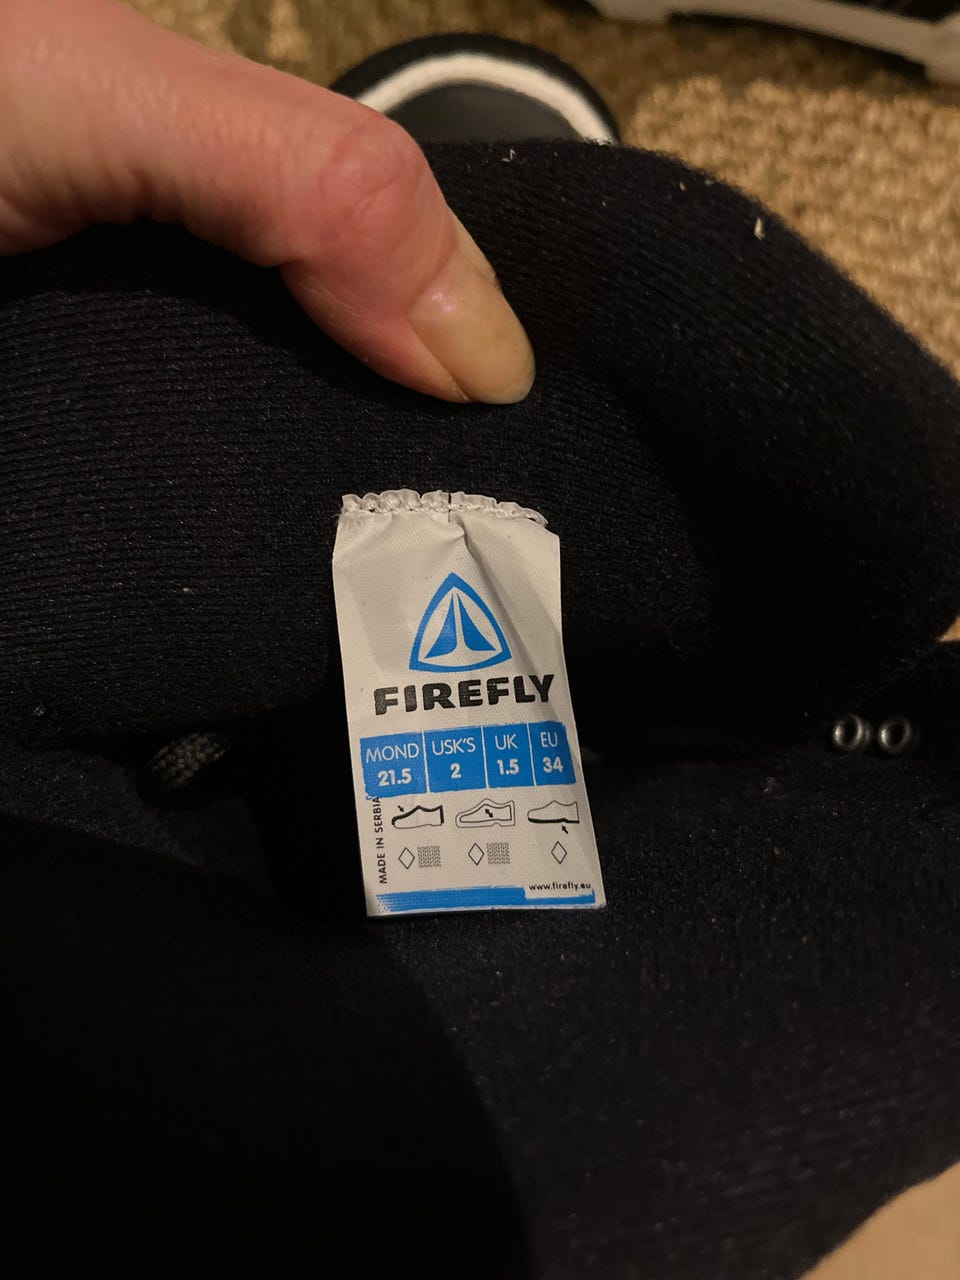 FIREFLY
MOND USK'S UK EU
21.5 2 1.5 34
MADE IN SERBIA
www.firefly.eu